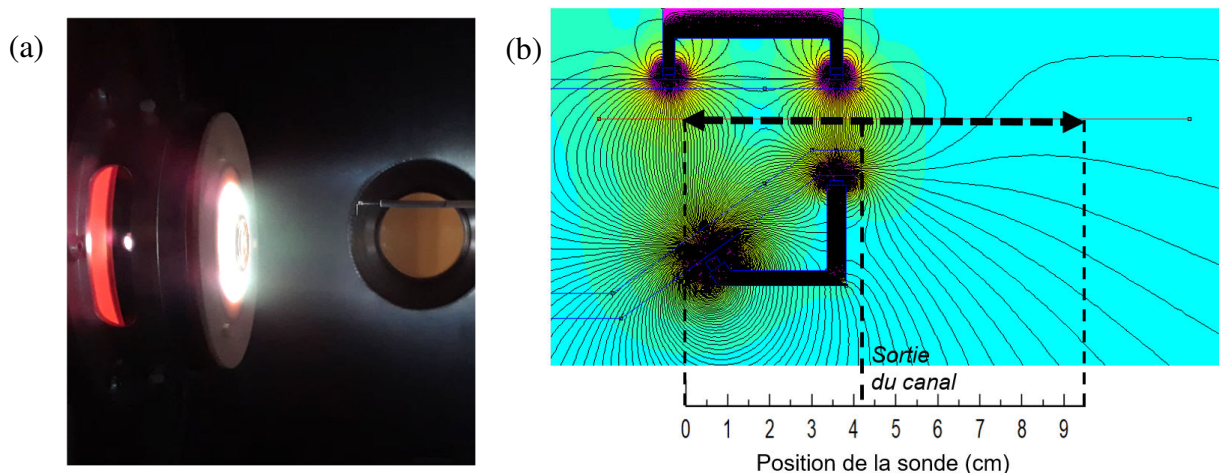 (a)
(b)
Sortie
du canal
0 1 2 3 4 5 6 7 8 9
Position de la sonde (cm)